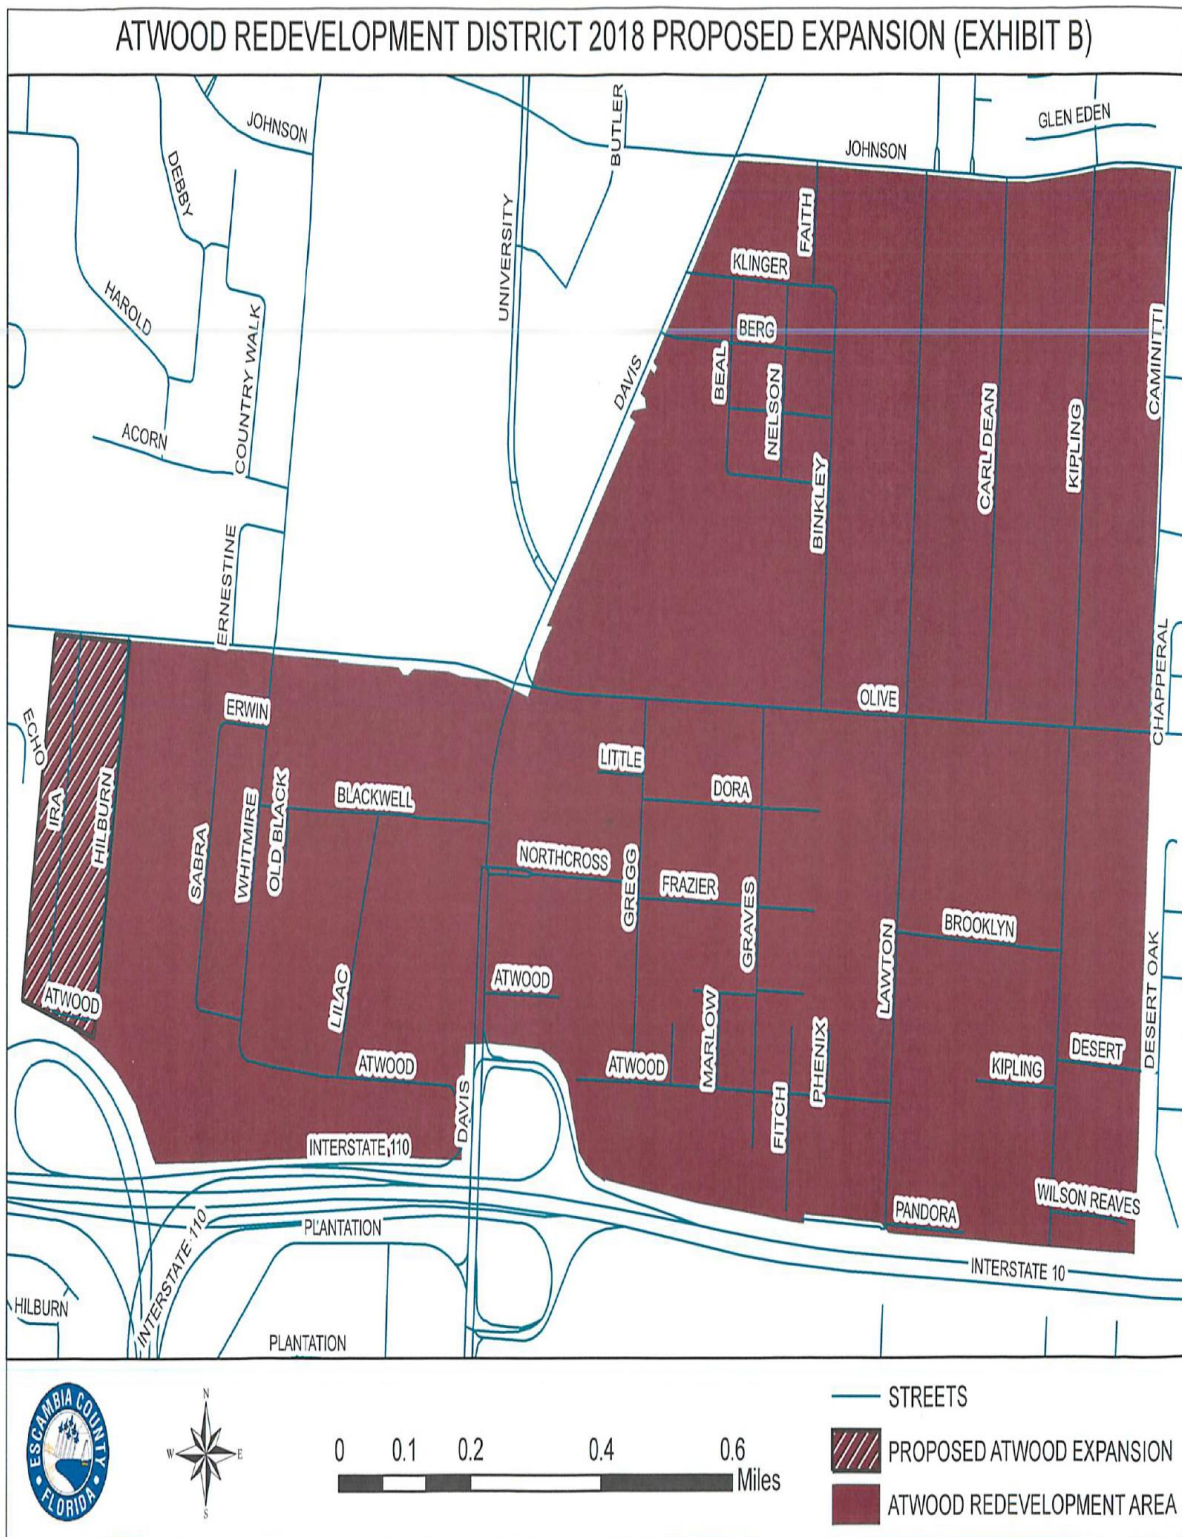 ATWOOD REDEVELOPMENT DISTRICT 2018 PROPOSED EXPANSION (EXHIBIT B)
JOHNSON
DEBBY
HAROLD
COUNTRY WALK
ACORN
ERNESTINE
UNIVERSITY
BUTLER
DAVIS
JOHNSON
GLEN EDEN
FAITH
KLINGER
BERG
BEAL
NELSON
BINKLEY
CARL DEAN
KIPLING
CAMINITTI
CHAPPERAL
OLIVE
ECHO
IRA
HILBURN
ATWOOD
ERWIN
SABRA
WHITMIRE
OLD BLACK
BLACKWELL
LILAC
ATWOOD
DAVIS
INTERSTATE 110
LITTLE
DORA
NORTHCROSS
GREGG
FRAZIER
GRAVES
ATWOOD
ATWOOD
MARLOW
FITCH
PHENIX
LAWTON
BROOKLYN
KIPLING
DESERT
DESERT OAK
WILSON REAVES
PANDORA
INTERSTATE 10
INTERSTATE 110
PLANTATION
PLANTATION
HILBURN
ESCAMBIA COUNTY
FLORIDA
N
W
E
S
0 0.1 0.2 0.4 0.6
Miles
STREETS
PROPOSED ATWOOD EXPANSION
ATWOOD REDEVELOPMENT AREA